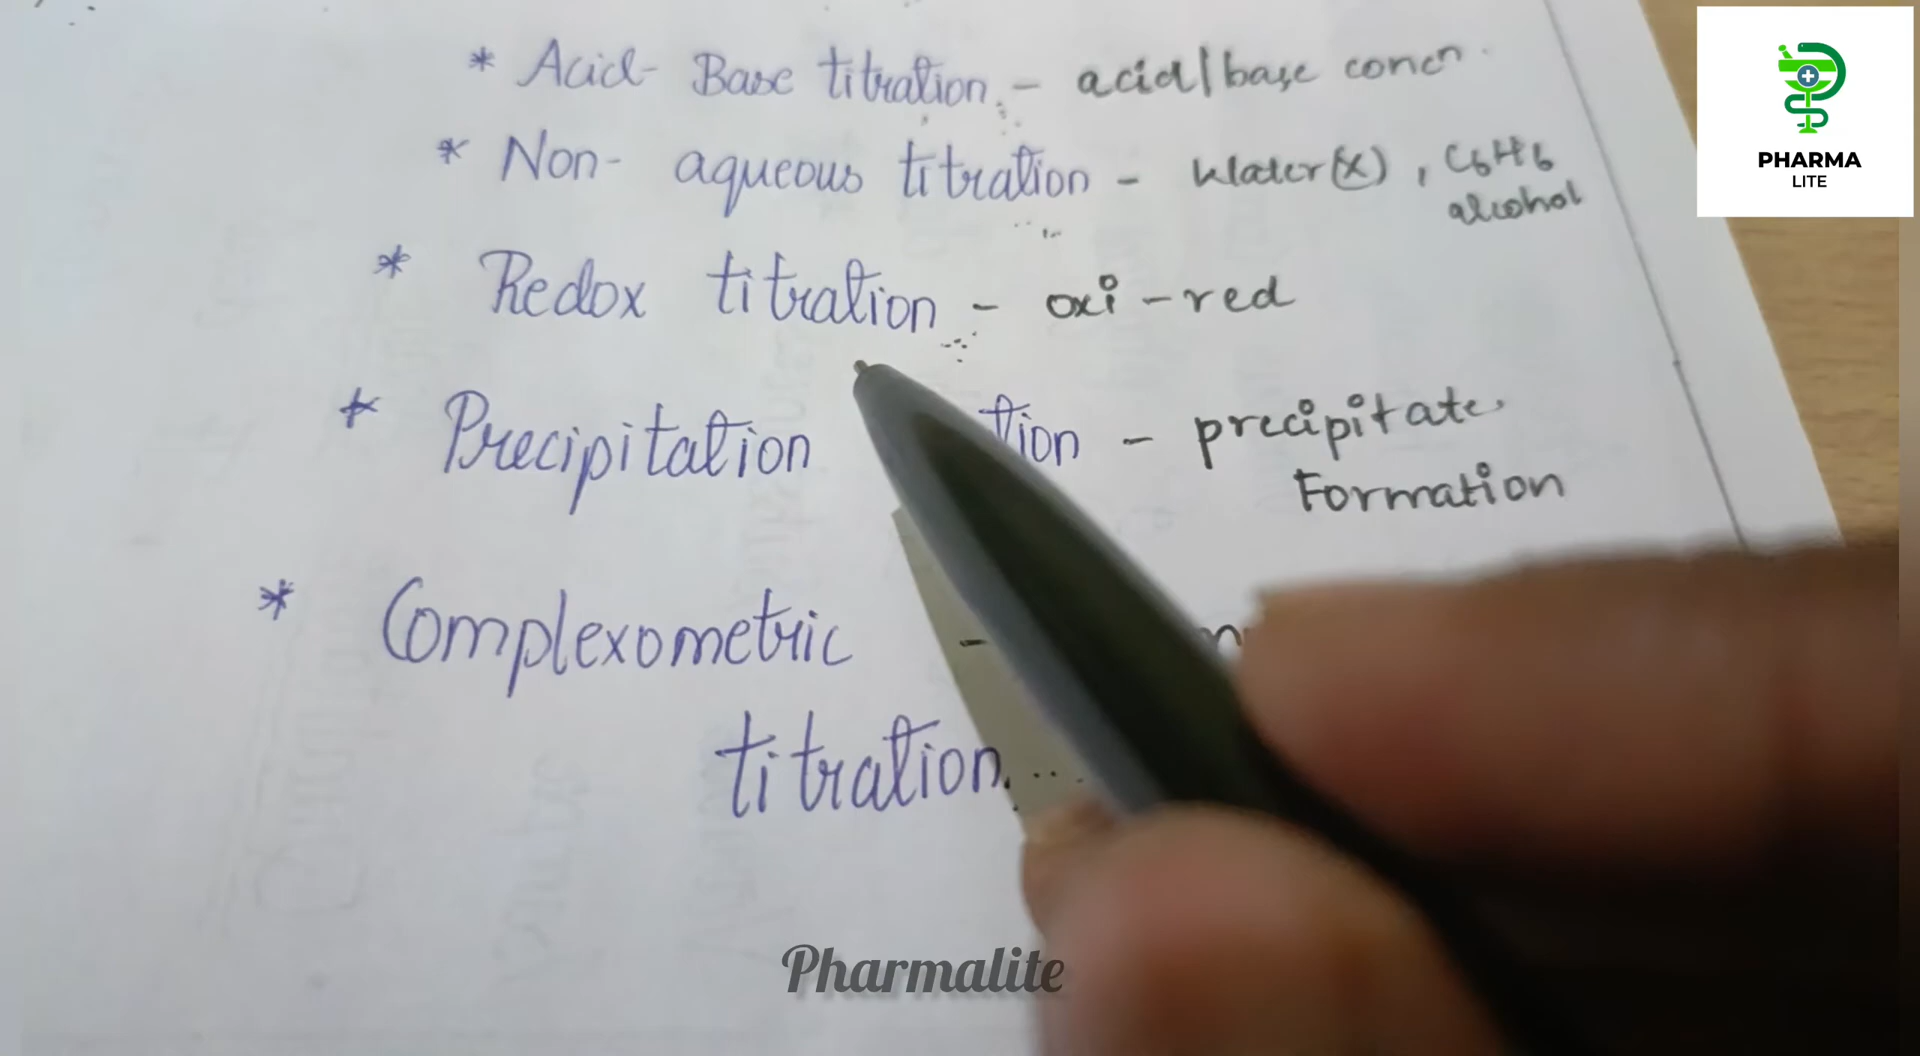 * Acid- Base titration. - acid/base concn.
* Non- aqueous titration - Water(x), C6H6
alcohol
* Redox titration - oxi-red
* Precipitation tion - precipitate
Formation
* Complexometric -
titration
PHARMA
LITE
Pharmalite